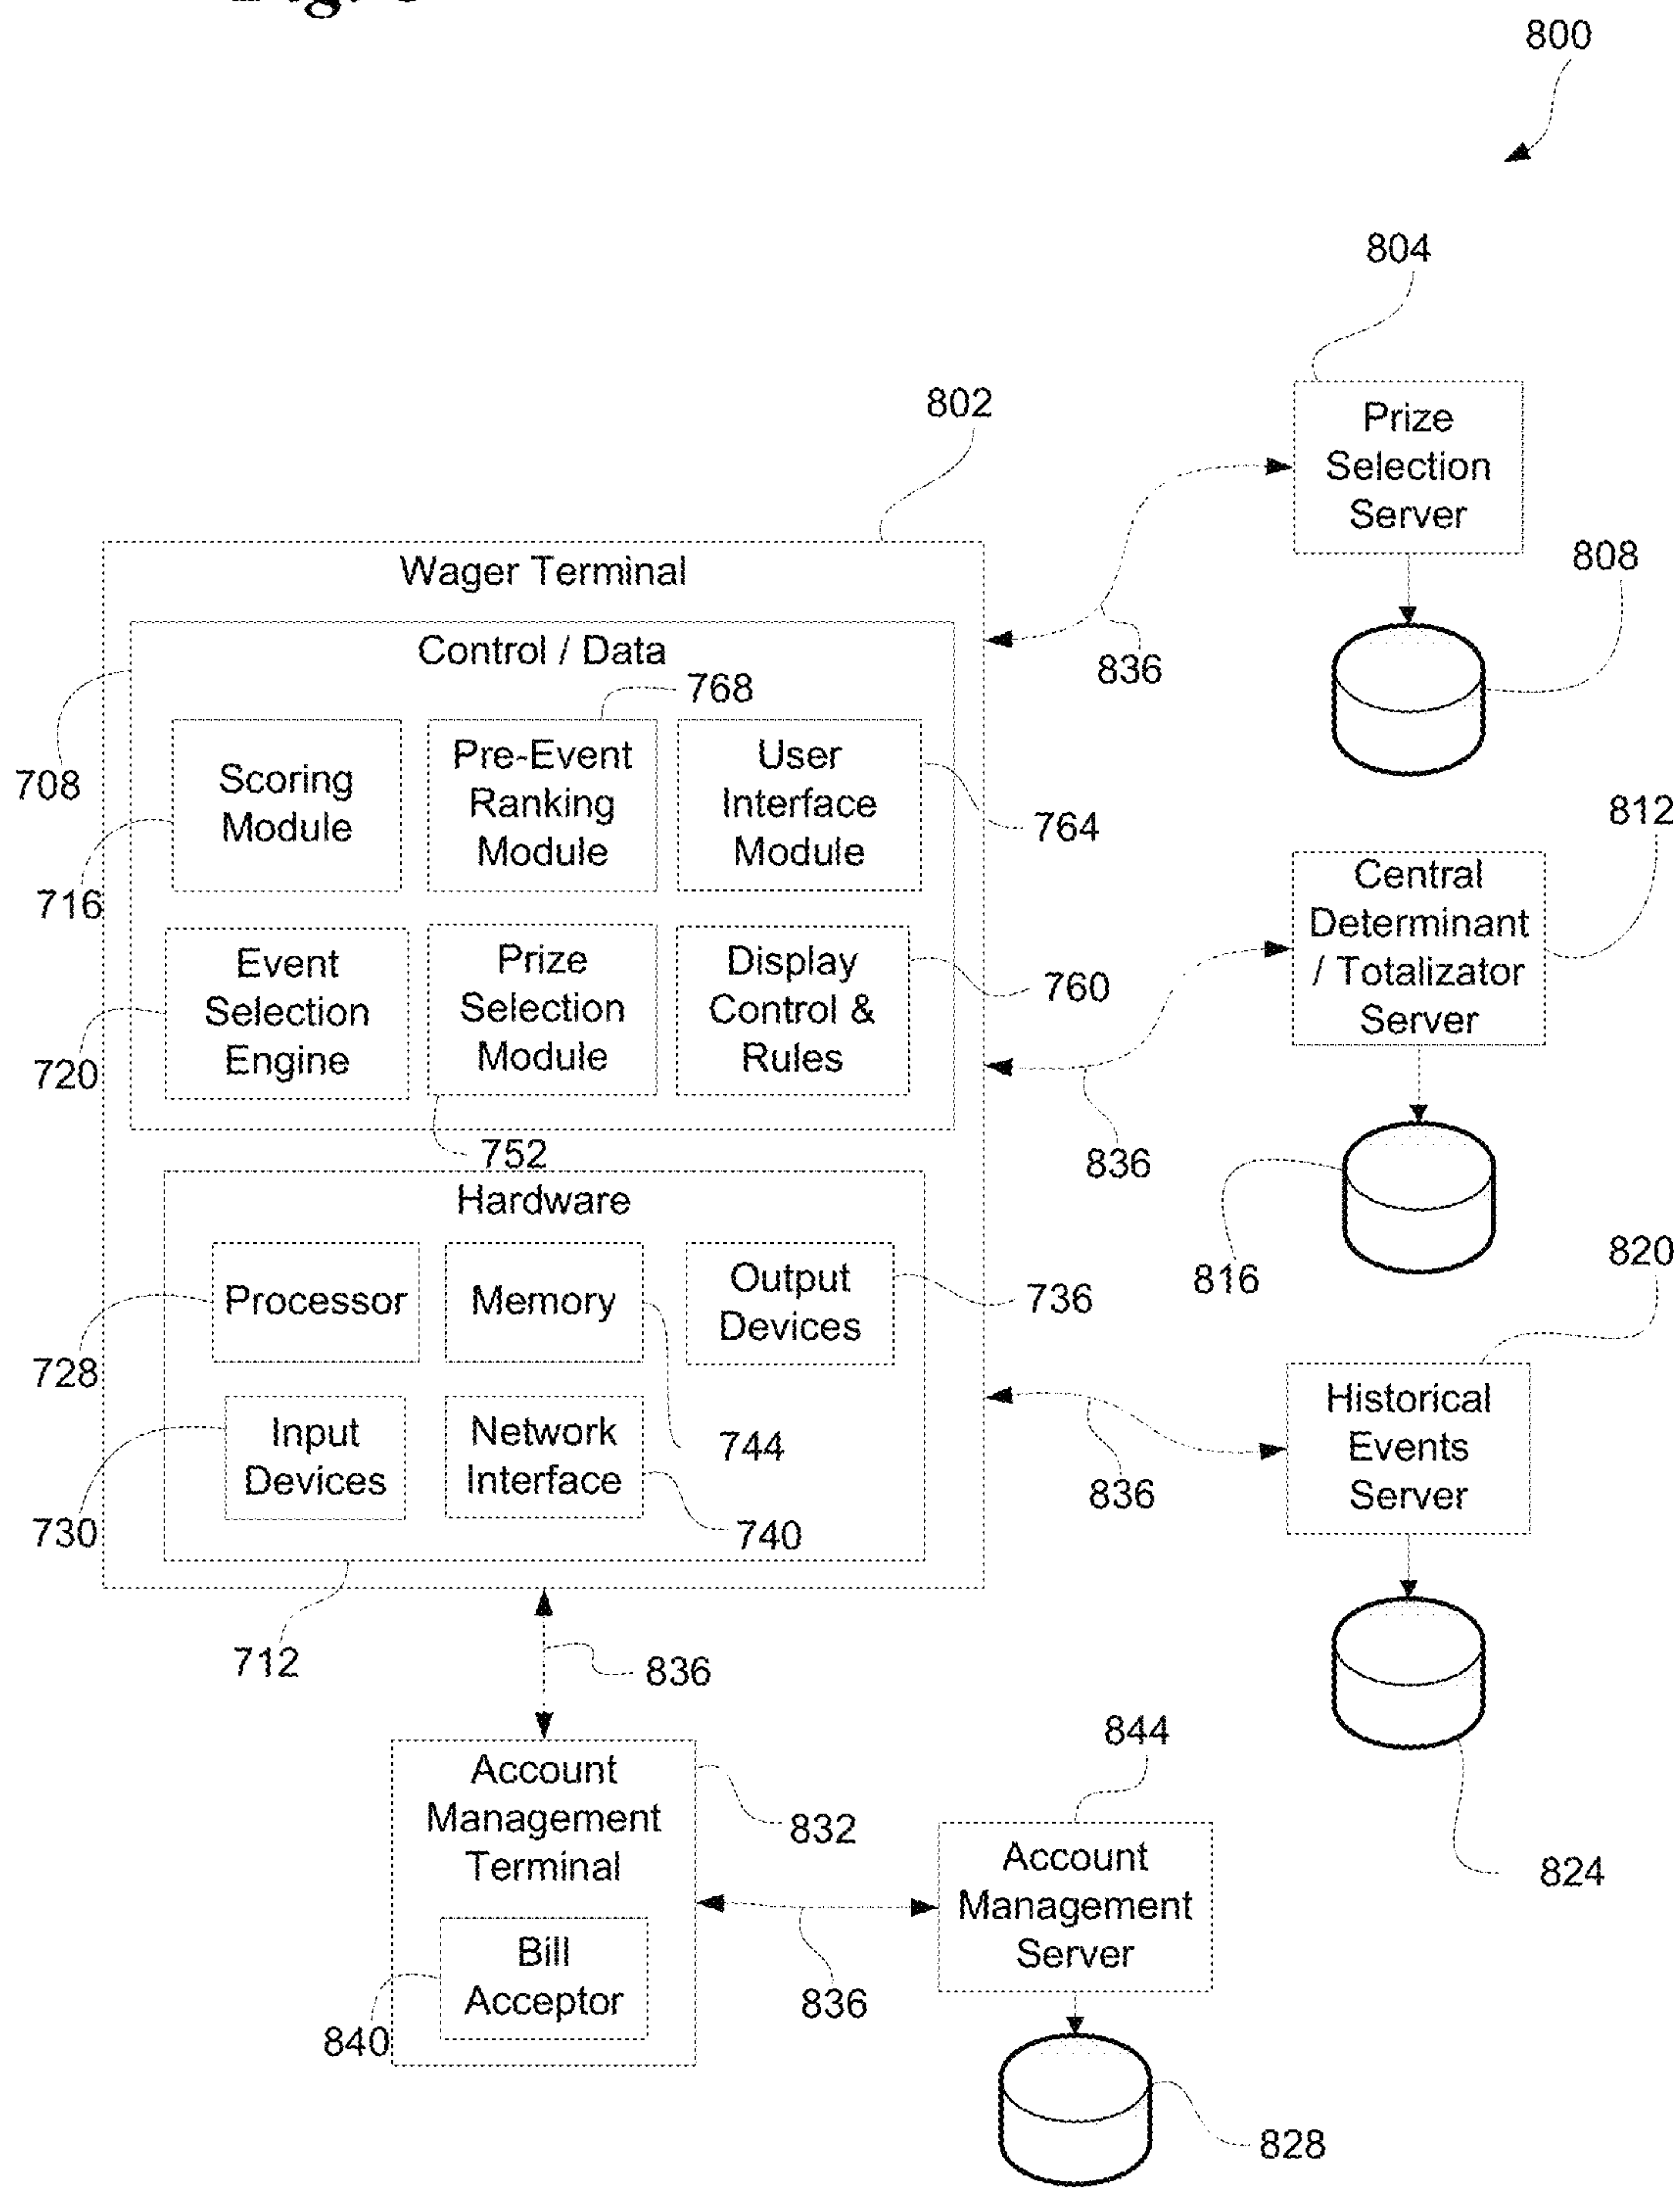 800
804
Prize
Selection
Server
808
802
Wager Terminal
836
Control / Data
768
708
Scoring
Module
Pre-Event
Ranking
Module
User
Interface
Module
764
716
812
Central
Determinant
/ Totalizator
Server
Event
Selection
Engine
Prize
Selection
Module
Display
Control &
Rules
760
720
752
836
816
Hardware
Processor
Memory
Output
Devices
736
820
728
Input
Devices
Network
Interface
744
730
740
836
Historical
Events
Server
712
836
824
Account
Management
Terminal
832
844
Account
Management
Server
Bill
Acceptor
840
836
828